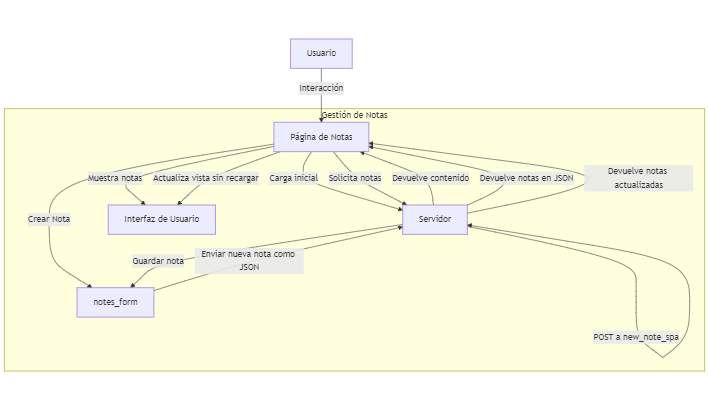 Usuario
Interacción
Gestión de Notas
Página de Notas
Muestra notas
Actualiza vista sin recargar
Carga inicial
Solicita notas
Devuelve contenido
Devuelve notas en JSON
Devuelve notas
actualizadas
Crear Nota
Interfaz de Usuario
Servidor
Guardar nota
Enviar nueva nota como
JSON
notes_form
POST a new_note_spa